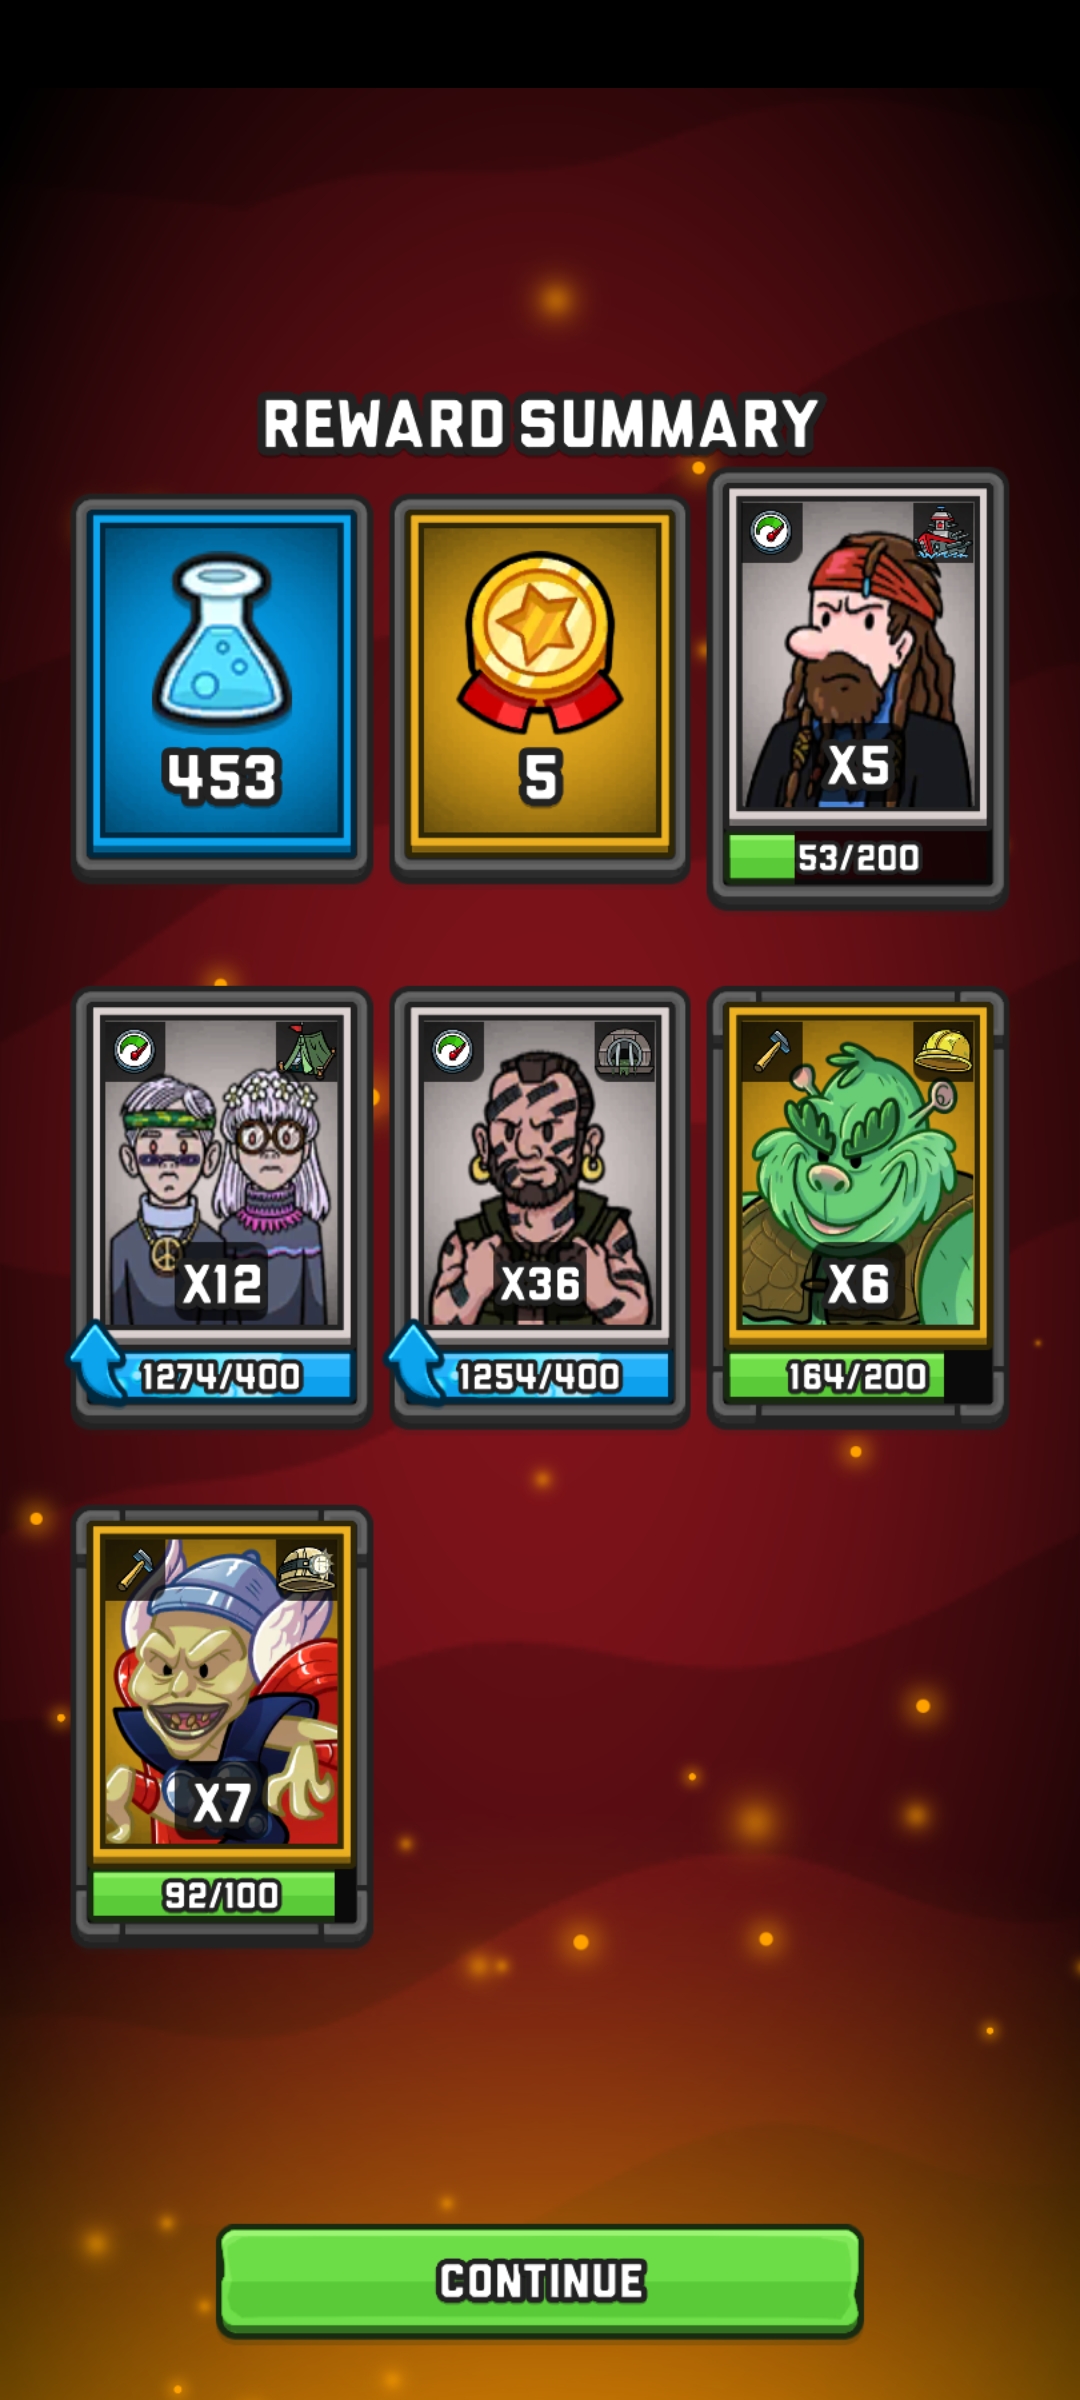 REWARD SUMMARY
453
5
X5
53/200
X12
X36
X6
1274/400
1254/400
164/200
X7
92/100
CONTINUE